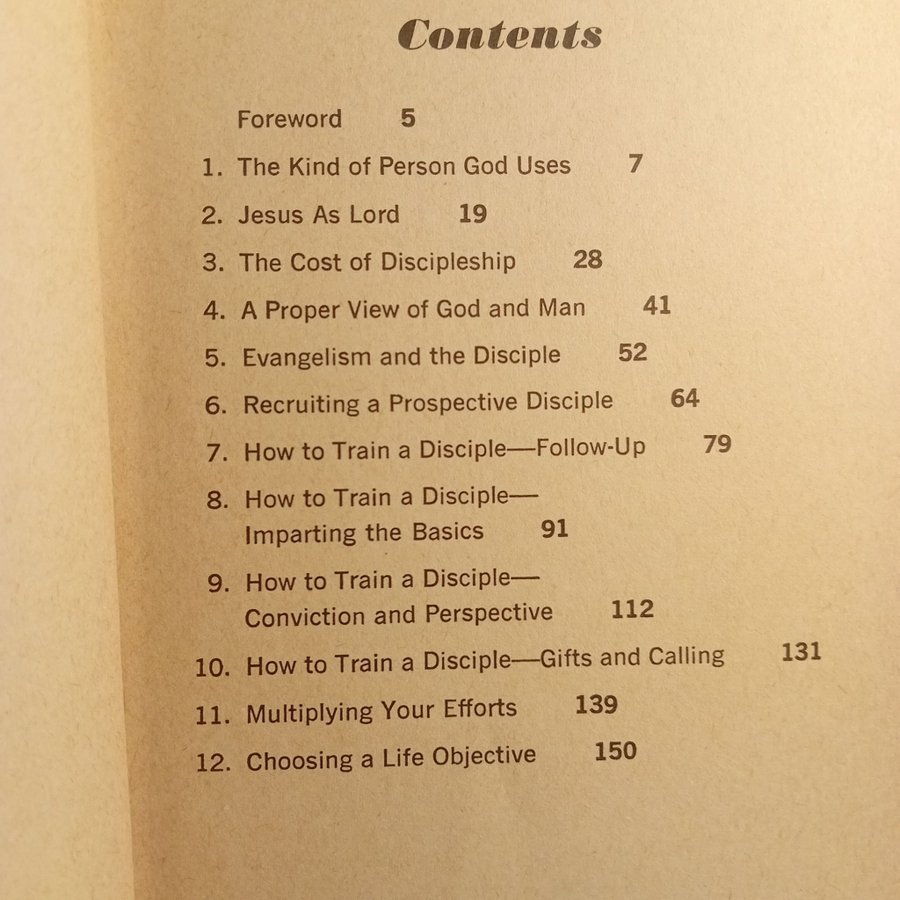 Contents
Foreword 5
1. The Kind of Person God Uses 7
2. Jesus As Lord 19
3. The Cost of Discipleship 28
4. A Proper View of God and Man 41
5. Evangelism and the Disciple 52
6. Recruiting a Prospective Disciple 64
7. How to Train a Disciple—Follow-Up 79
8. How to Train a Disciple—
Imparting the Basics 91
9. How to Train a Disciple—
Conviction and Perspective 112
10. How to Train a Disciple—Gifts and Calling 131
11. Multiplying Your Efforts 139
12. Choosing a Life Objective 150